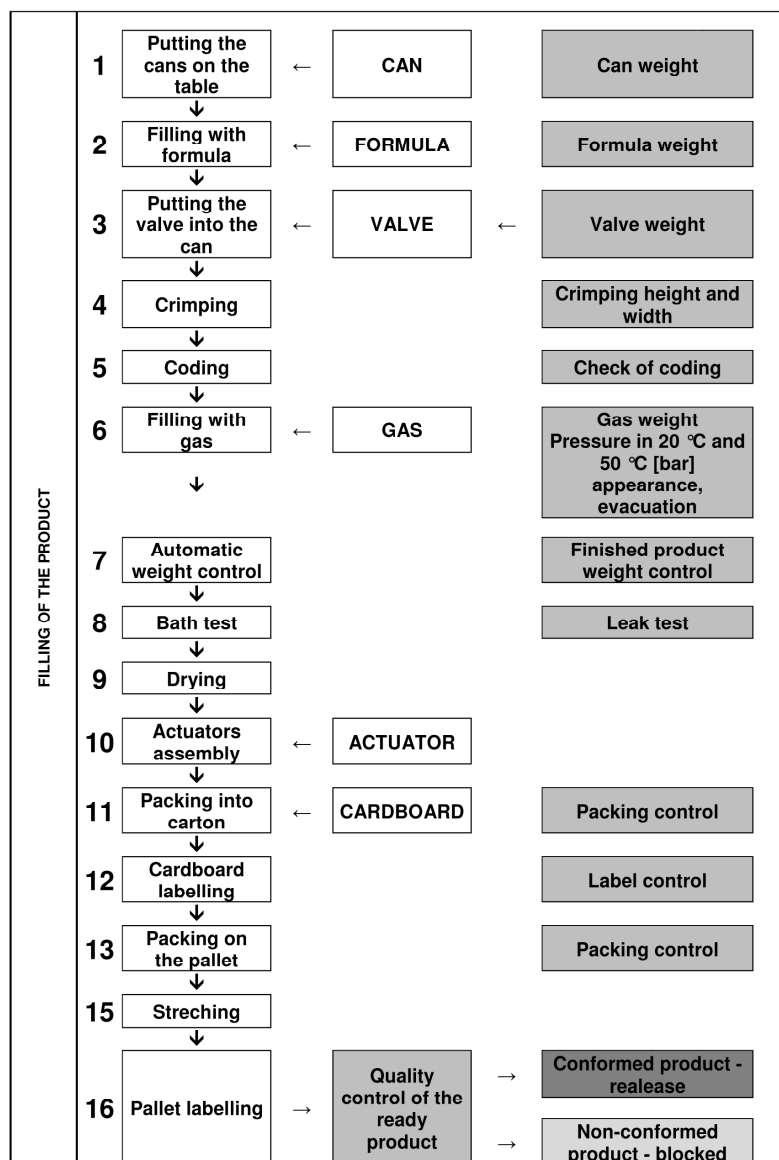 FILLING OF THE PRODUCT
1
Putting the
cans on the
table
←
CAN
Can weight
↓
2
Filling with
formula
←
FORMULA
Formula weight
↓
3
Putting the
valve into the
can
←
VALVE
←
Valve weight
↓
4
Crimping
Crimping height and
width
↓
5
Coding
Check of coding
↓
6
Filling with
gas
←
GAS
Gas weight
Pressure in 20 °C and
50 °C [bar]
appearance,
evacuation
↓
7
Automatic
weight control
Finished product
weight control
↓
8
Bath test
Leak test
↓
9
Drying
↓
10
Actuators
assembly
←
ACTUATOR
↓
11
Packing into
carton
←
CARDBOARD
Packing control
↓
12
Cardboard
labelling
Label control
↓
13
Packing on
the pallet
Packing control
↓
15
Streching
↓
16
Pallet labelling
→
Quality
control of the
ready
product
→
Conformed product -
realease
→
Non-conformed
product - blocked